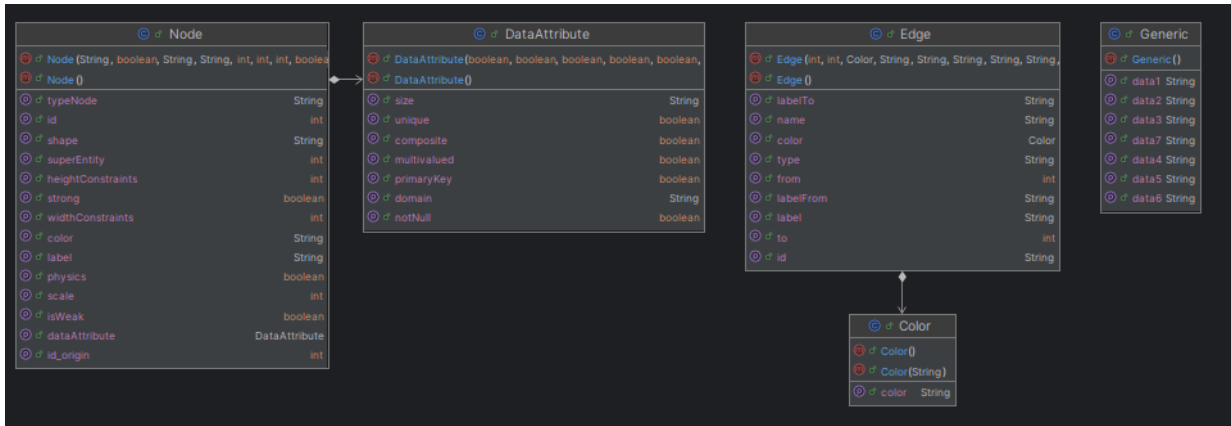 Node
Node(String, boolean, String, String, int, int, int, boolea
Node()
typeNode String
id int
shape String
superEntity int
heightConstraints int
strong boolean
widthConstraints int
color String
label String
physics boolean
scale int
isWeak boolean
dataAttribute DataAttribute
id_origin int
DataAttribute
DataAttribute(boolean, boolean, boolean, boolean, boolean,
DataAttribute()
size String
unique boolean
composite boolean
multivalued boolean
primaryKey boolean
domain String
notNull boolean
Edge
Edge(int, int, Color, String, String, String, String, String,
Edge()
labelTo String
name String
color Color
type String
from int
labelFrom String
label String
to int
id String
Color
Color()
Color(String)
color String
Generic
Generic()
data1 String
data2 String
data3 String
data7 String
data4 String
data5 String
data6 String